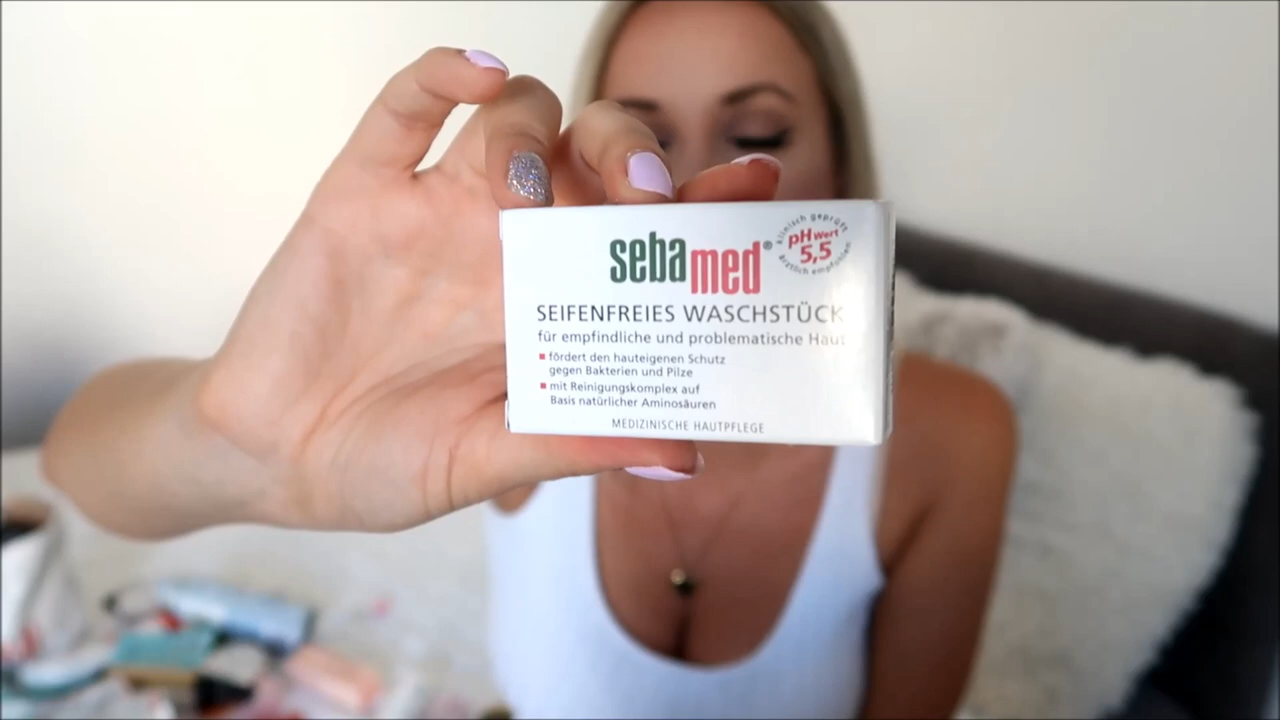 sebamed®
klinisch geprüft
pH Wert
5,5
ärztlich empfohlen
SEIFENFREIES WASCHSTÜCK
für empfindliche und problematische Haut
fördert den hauteigenen Schutz
gegen Bakterien und Pilze
mit Reinigungskomplex auf
Basis natürlicher Aminosäuren
MEDIZINISCHE HAUTPFLEGE